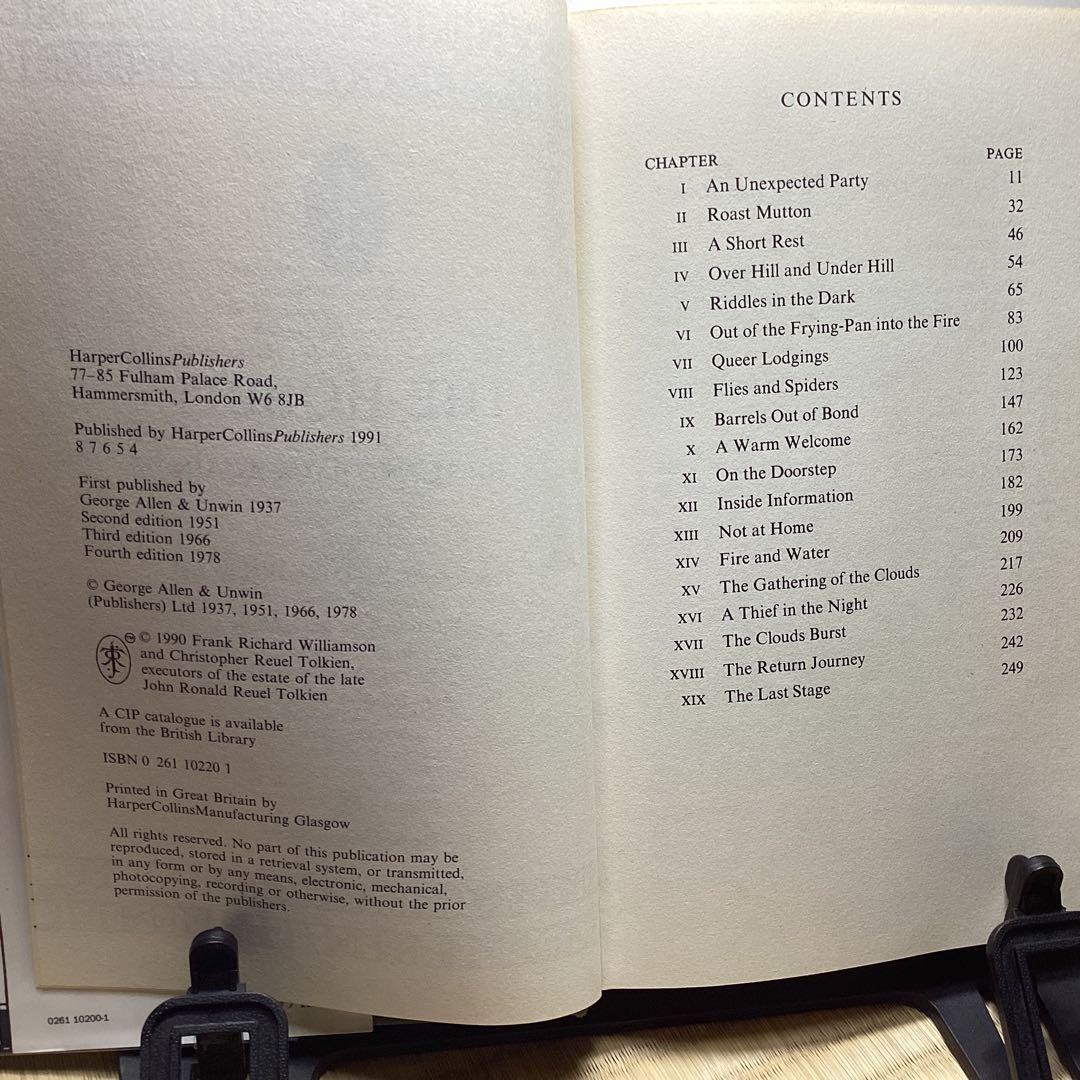 HarperCollinsPublishers
77–85 Fulham Palace Road,
Hammersmith, London W6 8JB
Published by HarperCollinsPublishers 1991
8 7 6 5 4
First published by
George Allen & Unwin 1937
Second edition 1951
Third edition 1966
Fourth edition 1978
© George Allen & Unwin
(Publishers) Ltd 1937, 1951, 1966, 1978
© 1990 Frank Richard Williamson
and Christopher Reuel Tolkien,
executors of the estate of the late
John Ronald Reuel Tolkien
A CIP catalogue is available
from the British Library
ISBN 0 261 10220 1
Printed in Great Britain by
HarperCollinsManufacturing Glasgow
All rights reserved. No part of this publication may be
reproduced, stored in a retrieval system, or transmitted,
in any form or by any means, electronic, mechanical,
photocopying, recording or otherwise, without the prior
permission of the publishers.
0261 10200-1
CONTENTS
CHAPTER PAGE
I An Unexpected Party 11
II Roast Mutton 32
III A Short Rest 46
IV Over Hill and Under Hill 54
V Riddles in the Dark 65
VI Out of the Frying-Pan into the Fire 83
VII Queer Lodgings 100
VIII Flies and Spiders 123
IX Barrels Out of Bond 147
X A Warm Welcome 162
XI On the Doorstep 173
XII Inside Information 182
XIII Not at Home 199
XIV Fire and Water 209
XV The Gathering of the Clouds 217
XVI A Thief in the Night 226
XVII The Clouds Burst 232
XVIII The Return Journey 242
XIX The Last Stage 249